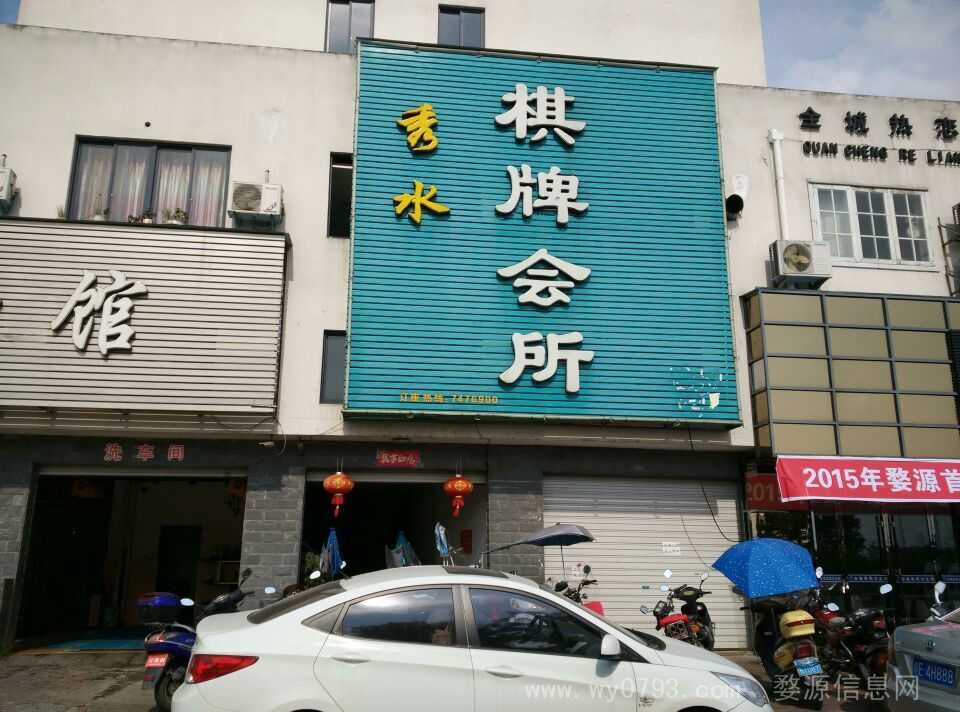 秀水
棋牌会所
订座热线:7476900
馆
洗车间
全城热恋
QUAN CHENG RE LIAN
2015年婺源首
2015
E·4H888
www.wy0793.com 婺源信息网